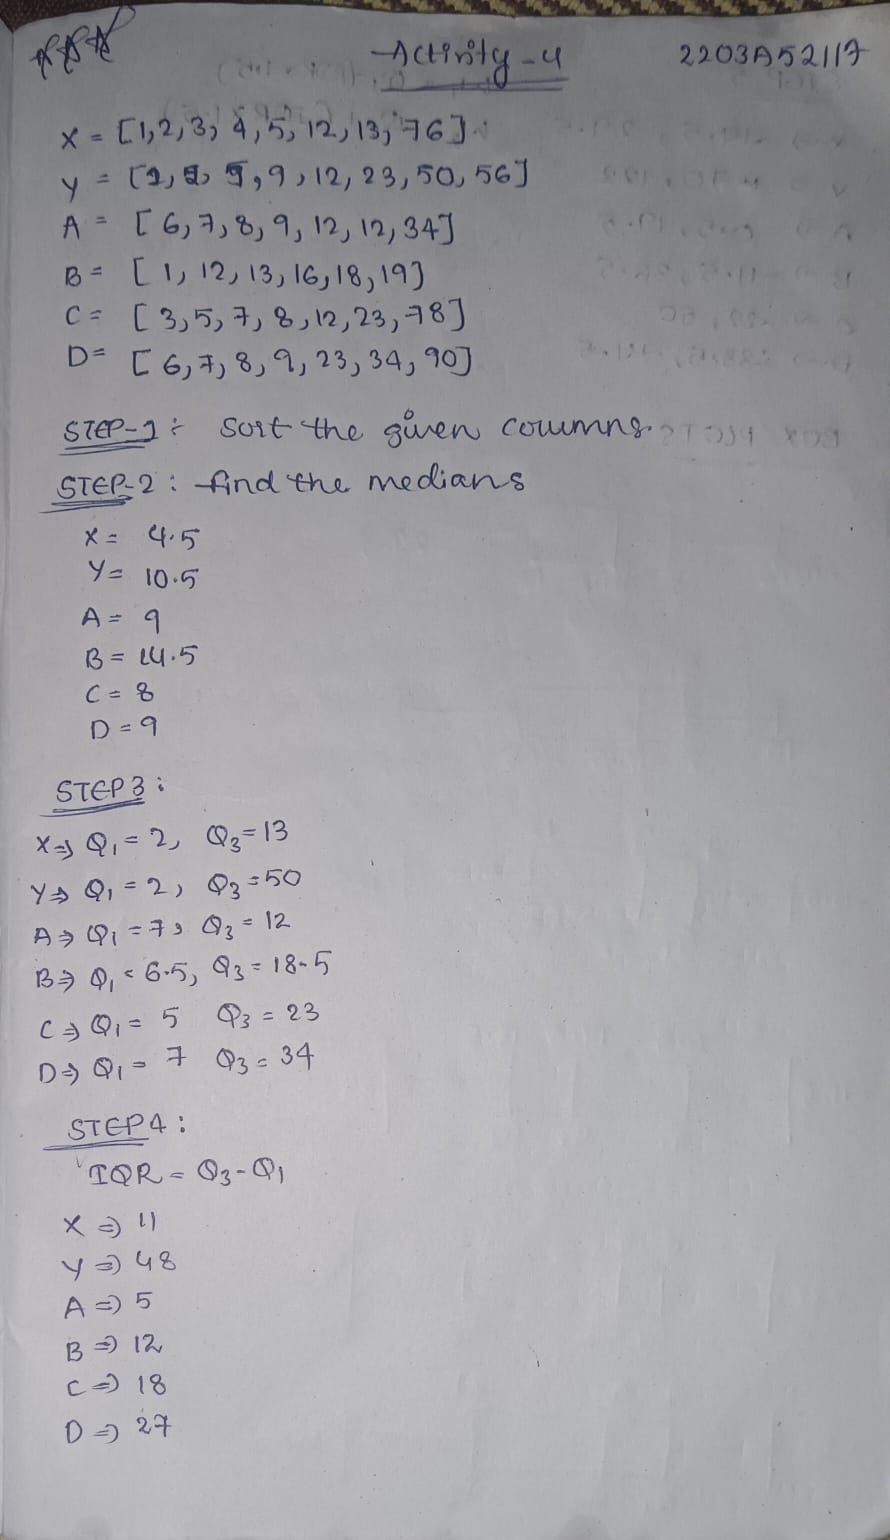 Activity-4 2203A52117
X = [1,2,3,4,5,12,13,76]
Y = [2, 5,9,12,23,50,56]
A = [6,7,8,9,12,12,34]
B = [1,12,13,16,18,19]
C = [3,5,7,8,12,23,78]
D = [6,7,8,9,23,34,90]
STEP-1: Sort the given coumns.
STEP-2: find the medians
X = 4.5
Y = 10.5
A = 9
B = 14.5
C = 8
D = 9
STEP 3:
X⇒ Q1 = 2, Q3 = 13
Y⇒ Q1 = 2, Q3 = 50
A⇒ Q1 = 7, Q3 = 12
B⇒ Q1 = 6.5, Q3 = 18.5
C⇒ Q1 = 5 Q3 = 23
D⇒ Q1 = 7 Q3 = 34
STEP 4:
IQR = Q3-Q1
X ⇒ 11
Y ⇒ 48
A ⇒ 5
B ⇒ 12
C ⇒ 18
D ⇒ 27